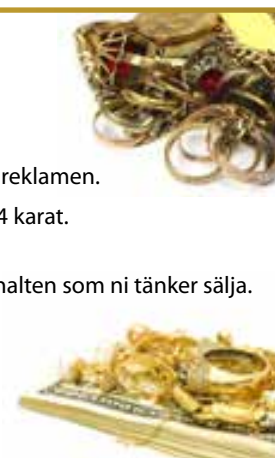 reklamen.
4 karat.
halten som ni tänker sälja.